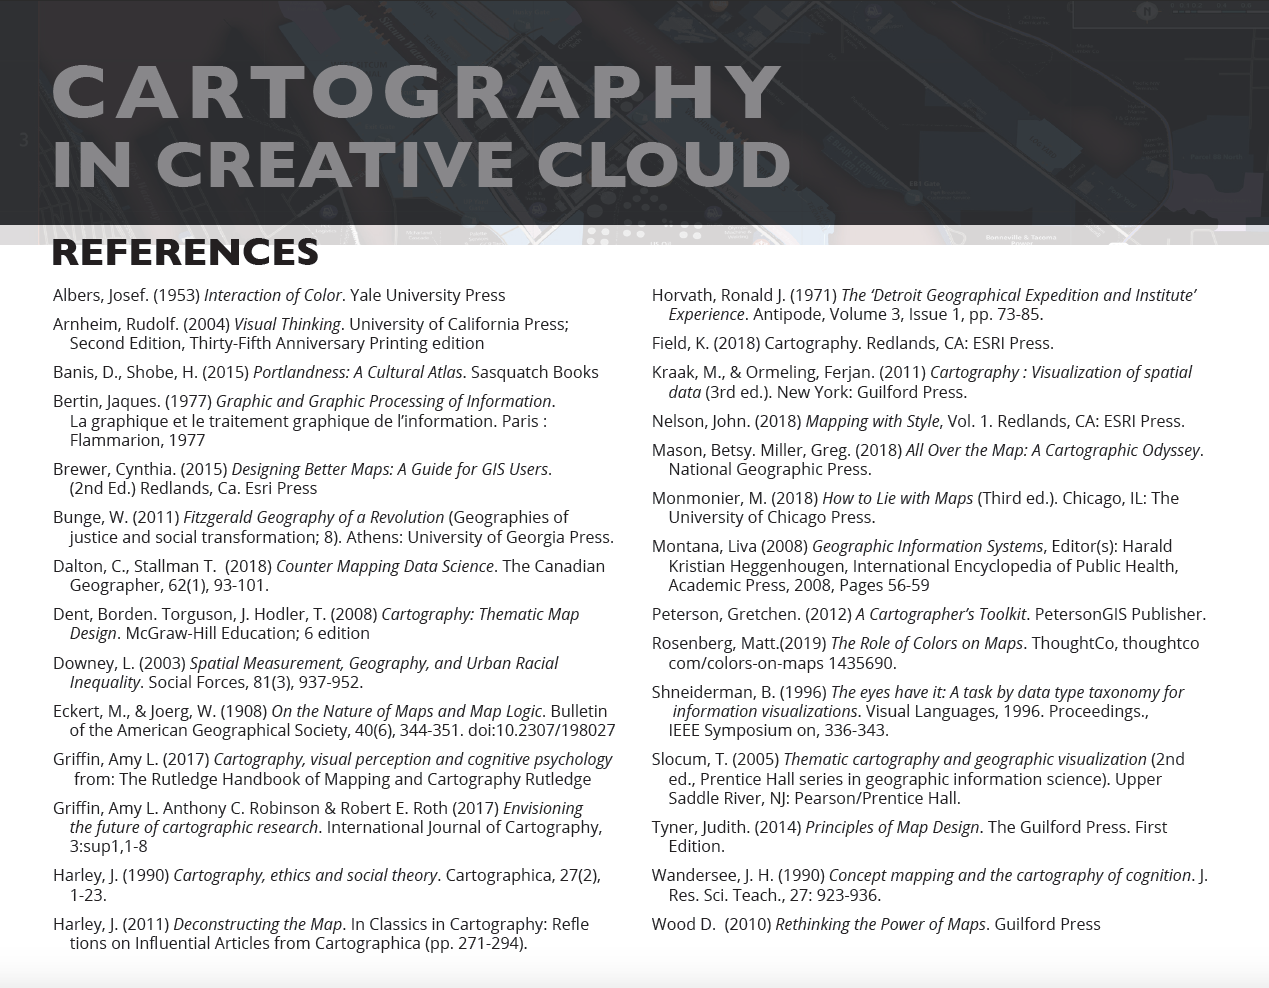 CARTOGRAPHY
IN CREATIVE CLOUD
REFERENCES
Albers, Josef. (1953) Interaction of Color. Yale University Press
Arnheim, Rudolf. (2004) Visual Thinking. University of California Press;
Second Edition, Thirty-Fifth Anniversary Printing edition
Banis, D., Shobe, H. (2015) Portlandness: A Cultural Atlas. Sasquatch Books
Bertin, Jaques. (1977) Graphic and Graphic Processing of Information.
La graphique et le traitement graphique de l’information. Paris :
Flammarion, 1977
Brewer, Cynthia. (2015) Designing Better Maps: A Guide for GIS Users.
(2nd Ed.) Redlands, Ca. Esri Press
Bunge, W. (2011) Fitzgerald Geography of a Revolution (Geographies of
justice and social transformation; 8). Athens: University of Georgia Press.
Dalton, C., Stallman T. (2018) Counter Mapping Data Science. The Canadian
Geographer, 62(1), 93-101.
Dent, Borden. Torguson, J. Hodler, T. (2008) Cartography: Thematic Map
Design. McGraw-Hill Education; 6 edition
Downey, L. (2003) Spatial Measurement, Geography, and Urban Racial
Inequality. Social Forces, 81(3), 937-952.
Eckert, M., & Joerg, W. (1908) On the Nature of Maps and Map Logic. Bulletin
of the American Geographical Society, 40(6), 344-351. doi:10.2307/198027
Griffin, Amy L. (2017) Cartography, visual perception and cognitive psychology
from: The Rutledge Handbook of Mapping and Cartography Rutledge
Griffin, Amy L. Anthony C. Robinson & Robert E. Roth (2017) Envisioning
the future of cartographic research. International Journal of Cartography,
3:sup1,1-8
Harley, J. (1990) Cartography, ethics and social theory. Cartographica, 27(2),
1-23.
Harley, J. (2011) Deconstructing the Map. In Classics in Cartography: Refle
tions on Influential Articles from Cartographica (pp. 271-294).
Horvath, Ronald J. (1971) The ‘Detroit Geographical Expedition and Institute’
Experience. Antipode, Volume 3, Issue 1, pp. 73-85.
Field, K. (2018) Cartography. Redlands, CA: ESRI Press.
Kraak, M., & Ormeling, Ferjan. (2011) Cartography : Visualization of spatial
data (3rd ed.). New York: Guilford Press.
Nelson, John. (2018) Mapping with Style, Vol. 1. Redlands, CA: ESRI Press.
Mason, Betsy. Miller, Greg. (2018) All Over the Map: A Cartographic Odyssey.
National Geographic Press.
Monmonier, M. (2018) How to Lie with Maps (Third ed.). Chicago, IL: The
University of Chicago Press.
Montana, Liva (2008) Geographic Information Systems, Editor(s): Harald
Kristian Heggenhougen, International Encyclopedia of Public Health,
Academic Press, 2008, Pages 56-59
Peterson, Gretchen. (2012) A Cartographer’s Toolkit. PetersonGIS Publisher.
Rosenberg, Matt.(2019) The Role of Colors on Maps. ThoughtCo, thoughtco
com/colors-on-maps 1435690.
Shneiderman, B. (1996) The eyes have it: A task by data type taxonomy for
information visualizations. Visual Languages, 1996. Proceedings.,
IEEE Symposium on, 336-343.
Slocum, T. (2005) Thematic cartography and geographic visualization (2nd
ed., Prentice Hall series in geographic information science). Upper
Saddle River, NJ: Pearson/Prentice Hall.
Tyner, Judith. (2014) Principles of Map Design. The Guilford Press. First
Edition.
Wandersee, J. H. (1990) Concept mapping and the cartography of cognition. J.
Res. Sci. Teach., 27: 923-936.
Wood D. (2010) Rethinking the Power of Maps. Guilford Press